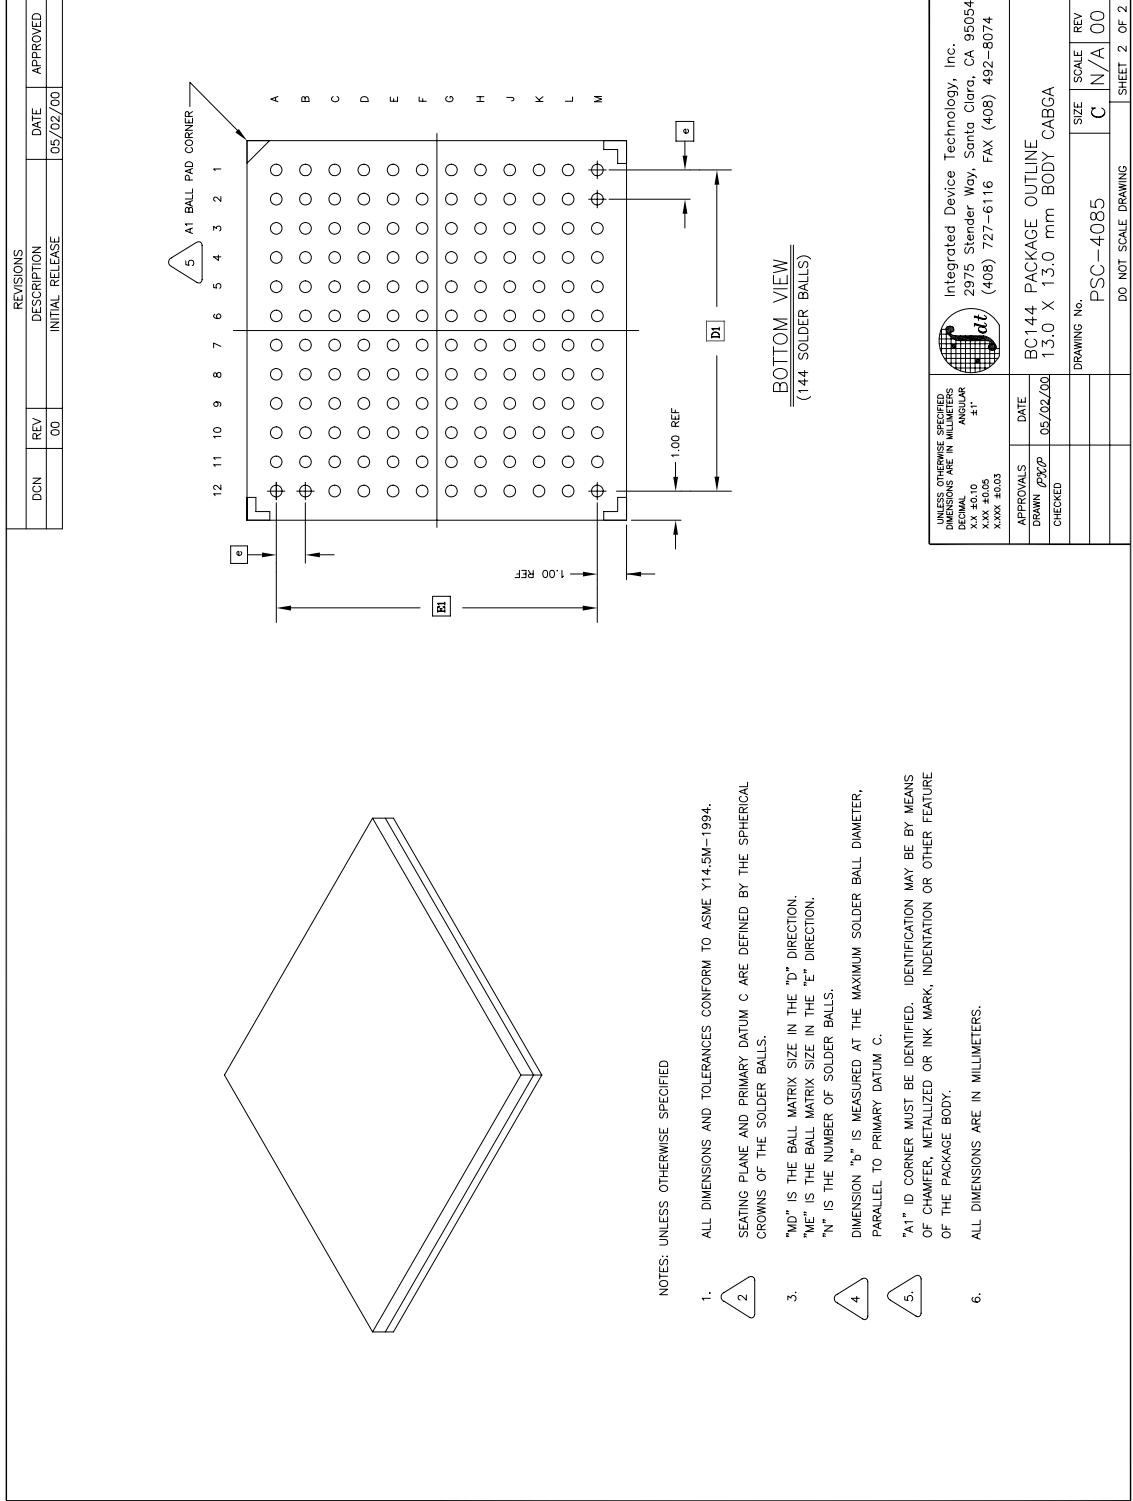 REVISIONS
DCN REV DESCRIPTION DATE APPROVED
00 INITIAL RELEASE 05/02/00
5 A1 BALL PAD CORNER
12 11 10 9 8 7 6 5 4 3 2 1
A
B
C
D
E
F
G
H
J
K
L
M
e
E1
1.00 REF
1.00 REF
D1
e
BOTTOM VIEW
(144 SOLDER BALLS)
NOTES: UNLESS OTHERWISE SPECIFIED
1. ALL DIMENSIONS AND TOLERANCES CONFORM TO ASME Y14.5M-1994.
2 SEATING PLANE AND PRIMARY DATUM C ARE DEFINED BY THE SPHERICAL
CROWNS OF THE SOLDER BALLS.
3. "MD" IS THE BALL MATRIX SIZE IN THE "D" DIRECTION.
"ME" IS THE BALL MATRIX SIZE IN THE "E" DIRECTION.
"N" IS THE NUMBER OF SOLDER BALLS.
4 DIMENSION "b" IS MEASURED AT THE MAXIMUM SOLDER BALL DIAMETER,
PARALLEL TO PRIMARY DATUM C.
5. "A1" ID CORNER MUST BE IDENTIFIED. IDENTIFICATION MAY BE BY MEANS
OF CHAMFER, METALLIZED OR INK MARK, INDENTATION OR OTHER FEATURE
OF THE PACKAGE BODY.
6. ALL DIMENSIONS ARE IN MILLIMETERS.
UNLESS OTHERWISE SPECIFIED
DIMENSIONS ARE IN MILLIMETERS
DECIMAL ANGULAR
X.X ±0.10 ±1°
X.XX ±0.05
X.XXX ±0.03
APPROVALS DATE
DRAWN 05/02/00
CHECKED
idt
Integrated Device Technology, Inc.
2975 Stender Way, Santa Clara, CA 95054
(408) 727-6116 FAX (408) 492-8074
BC144 PACKAGE OUTLINE
13.0 X 13.0 mm BODY CABGA
DRAWING No. SIZE SCALE REV
PSC-4085 C N/A 00
DO NOT SCALE DRAWING SHEET 2 OF 2